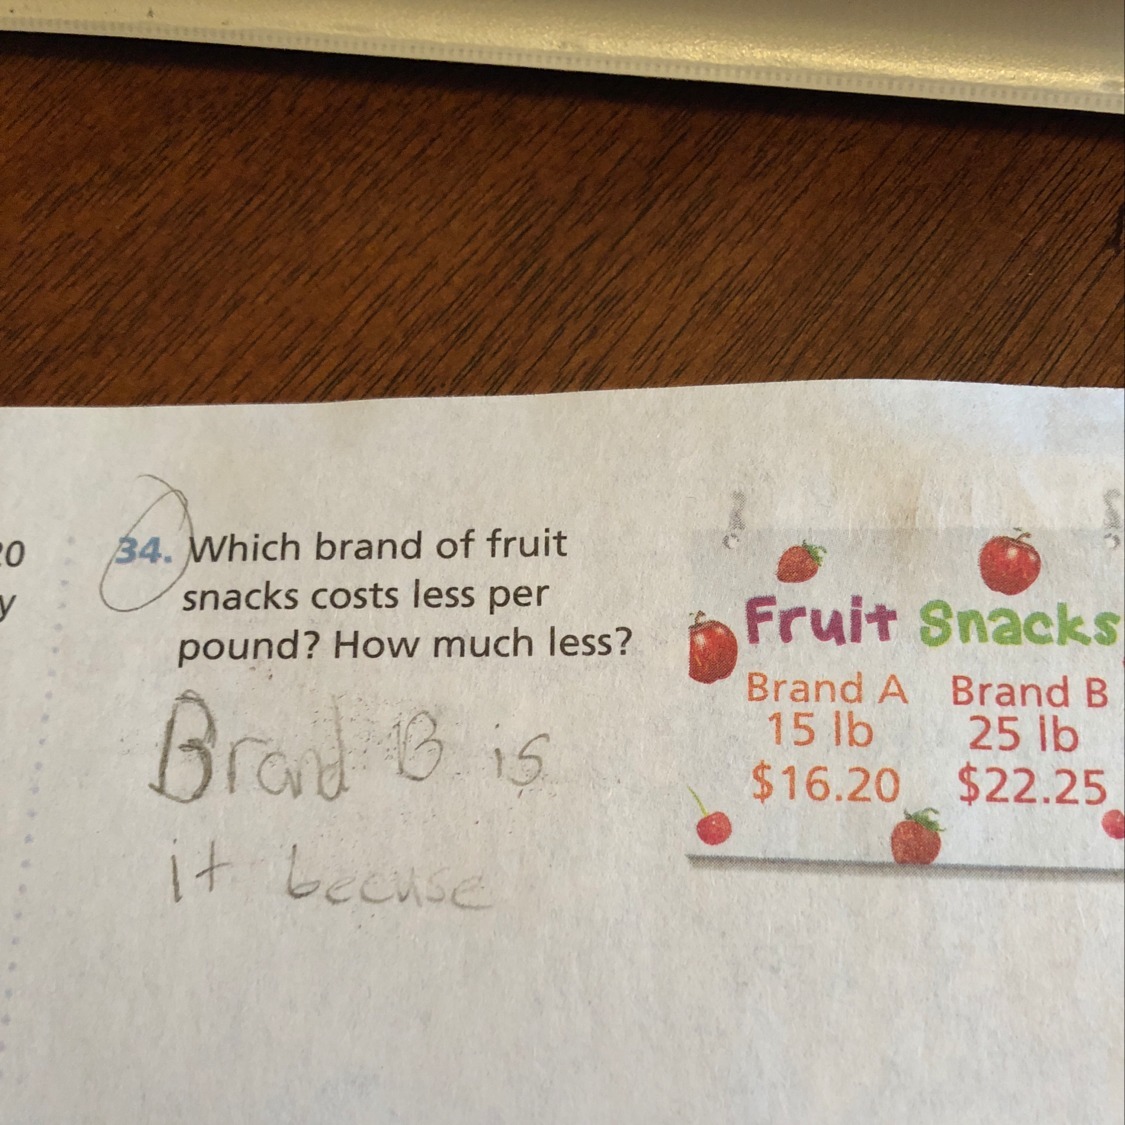 20
y
34. Which brand of fruit
snacks costs less per
pound? How much less?
Brand B is
it becuse
Fruit Snacks
Brand A Brand B
15 lb 25 lb
$16.20 $22.25